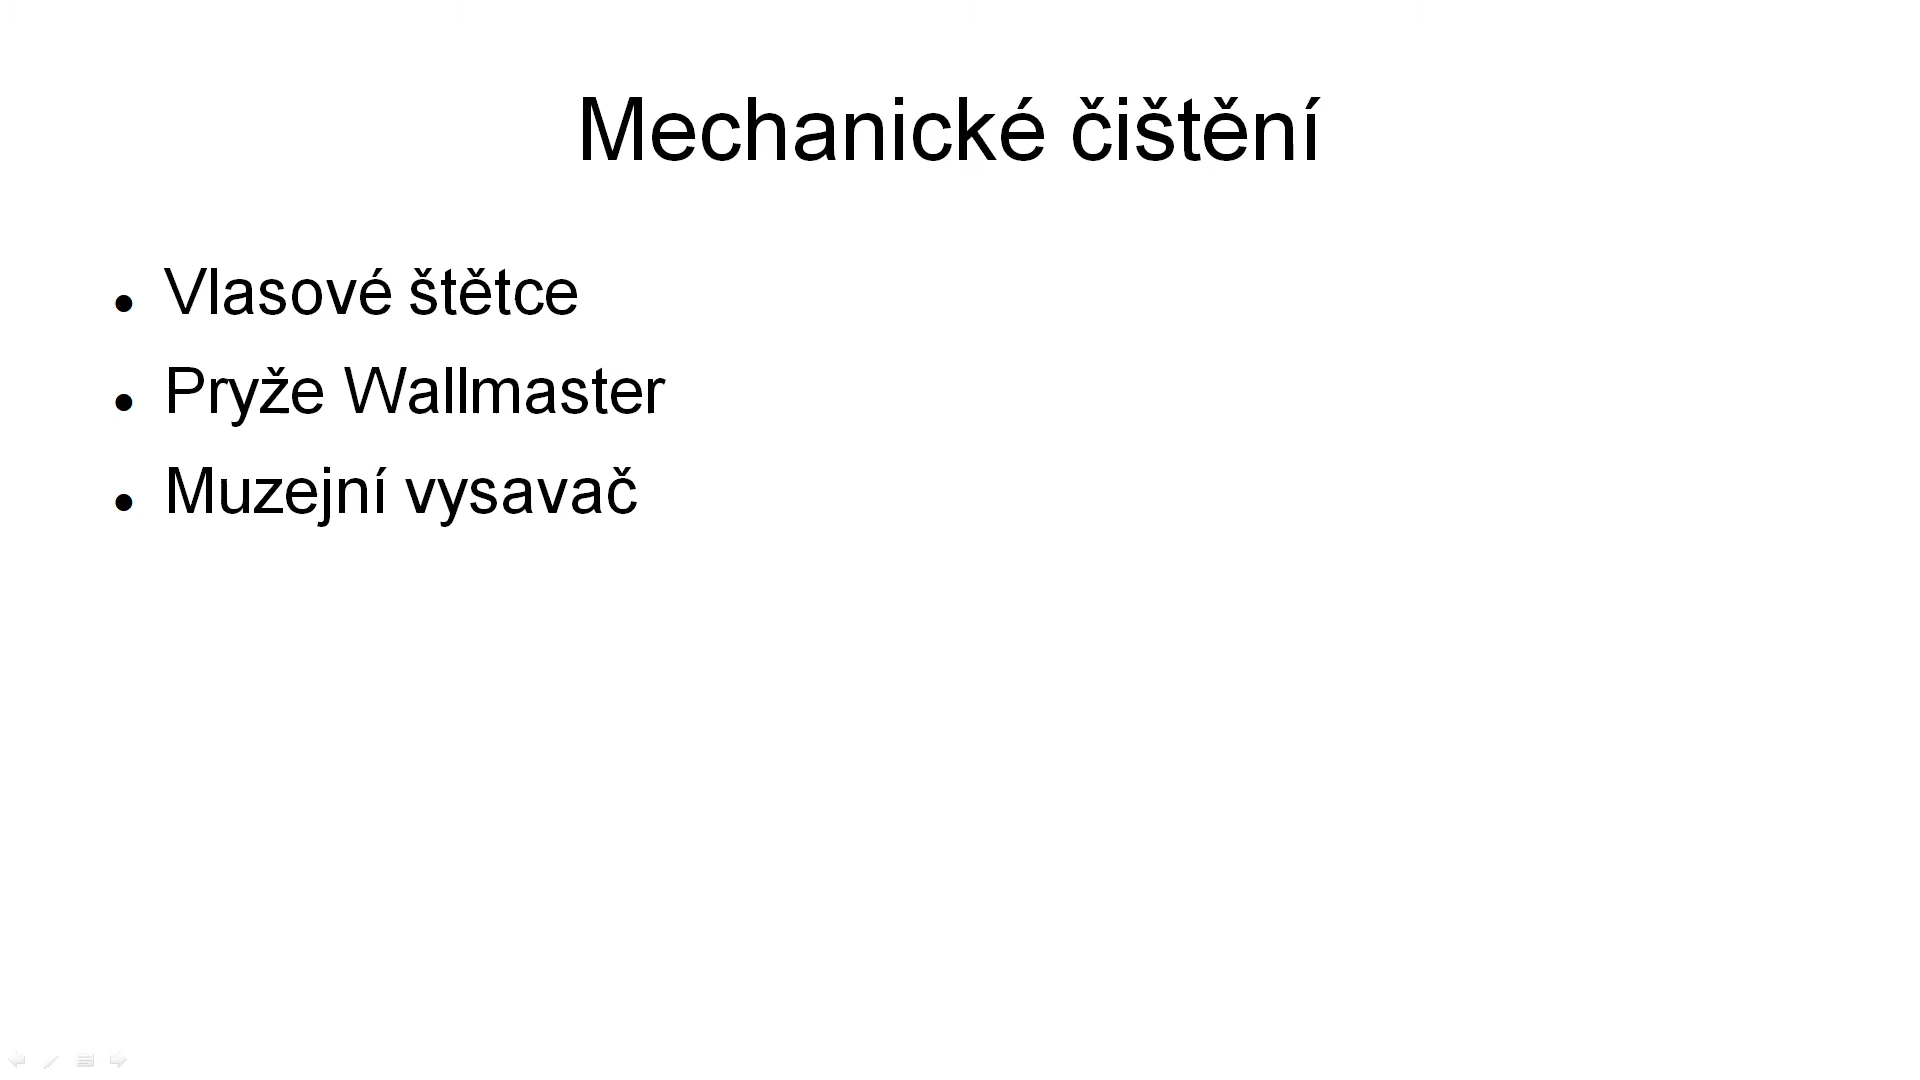 Mechanické čištění
Vlasové štětce
Pryže Wallmaster
Muzejní vysavač